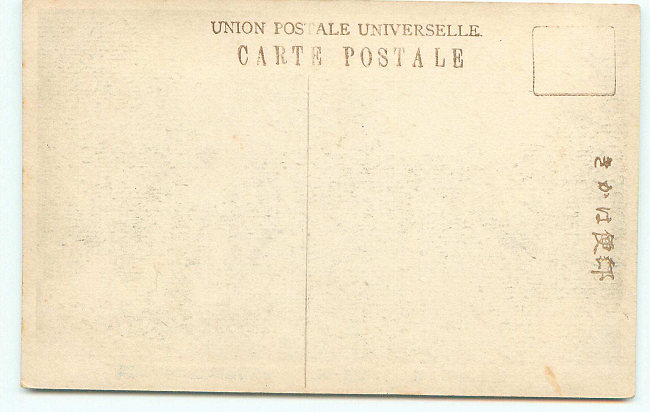 UNION POSTALE UNIVERSELLE.
CARTE POSTALE
郵便はかき